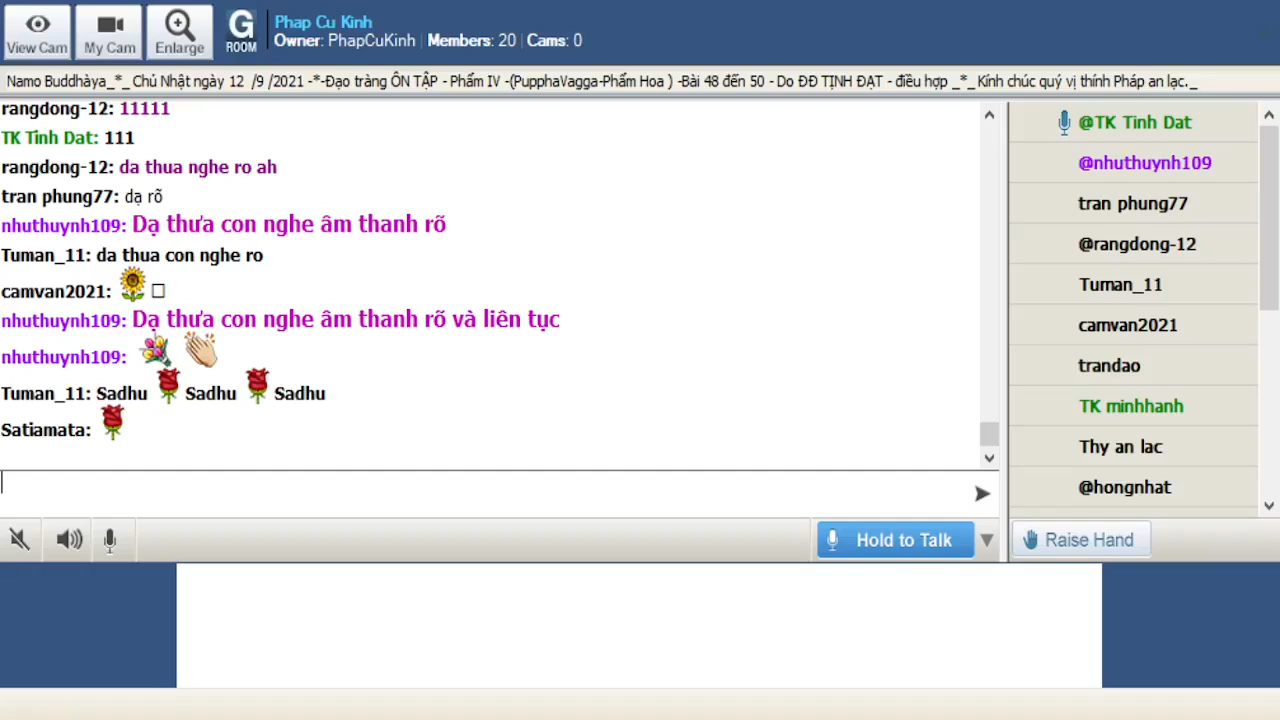 View Cam
My Cam
Enlarge
G
ROOM
Phap Cu Kinh
Owner: PhapCuKinh | Members: 20 | Cams: 0
Namo Buddhàya_*_ Chủ Nhật ngày 12 /9 /2021 -*-Đạo tràng ÔN TẬP - Phẩm IV -(PupphaVagga-Phẩm Hoa ) -Bài 48 đến 50 - Do ĐĐ TỊNH ĐẠT - điều hợp _*_ Kính chúc quý vị thính Pháp an lạc._
rangdong-12: 11111
TK Tinh Dat: 111
rangdong-12: da thua nghe ro ah
tran phung77: dạ rõ
nhuthuynh109: Dạ thưa con nghe âm thanh rõ
Tuman_11: da thua con nghe ro
camvan2021:
nhuthuynh109: Dạ thưa con nghe âm thanh rõ và liên tục
nhuthuynh109:
Tuman_11: Sadhu Sadhu Sadhu
Satiamata:
@TK Tinh Dat
@nhuthuynh109
tran phung77
@rangdong-12
Tuman_11
camvan2021
trandao
TK minhhanh
Thy an lac
@hongnhat
Hold to Talk
Raise Hand